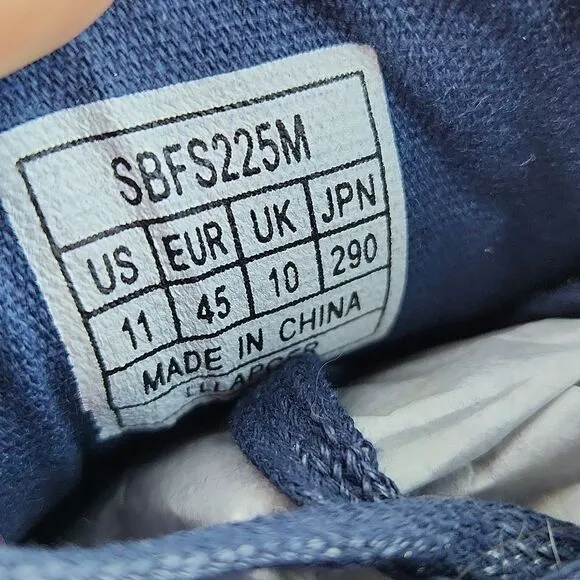 SBFS225M
US EUR UK JPN
11 45 10 290
MADE IN CHINA